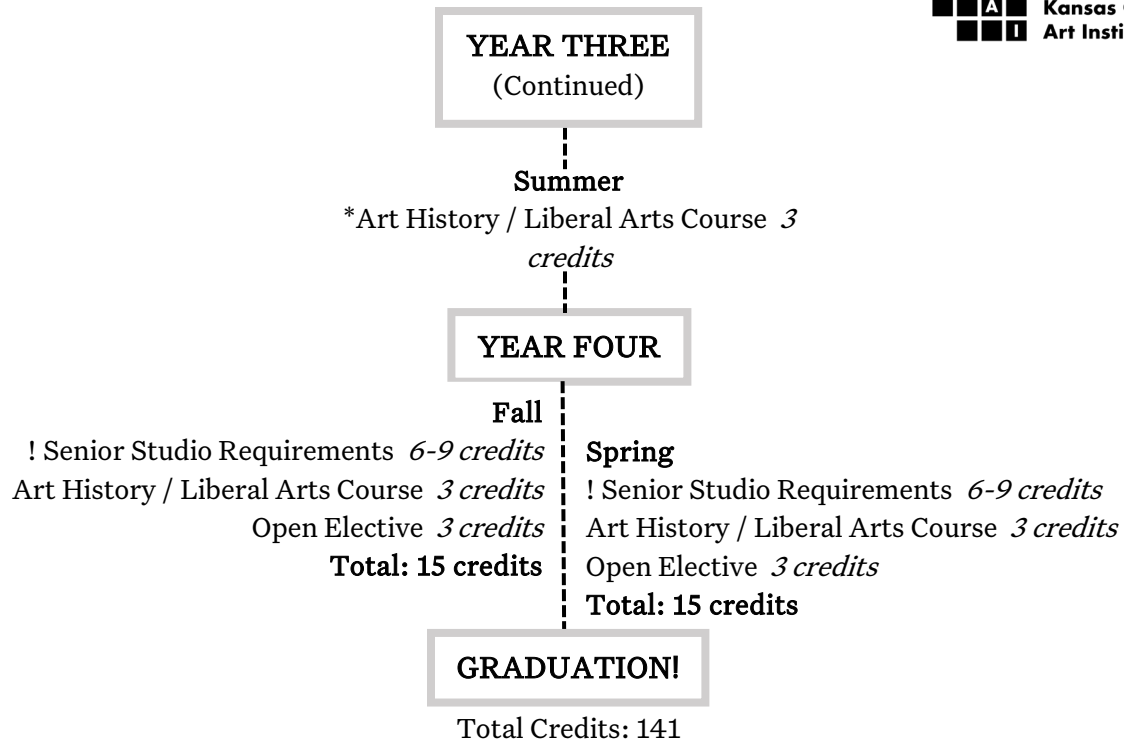 A Kansas
I Art
YEAR THREE
(Continued)
Summer
*Art History / Liberal Arts Course 3
credits
YEAR FOUR
Fall
! Senior Studio Requirements 6-9 credits
Art History / Liberal Arts Course 3 credits
Open Elective 3 credits
Total: 15 credits
Spring
! Senior Studio Requirements 6-9 credits
Art History / Liberal Arts Course 3 credits
Open Elective 3 credits
Total: 15 credits
GRADUATION!
Total Credits: 141